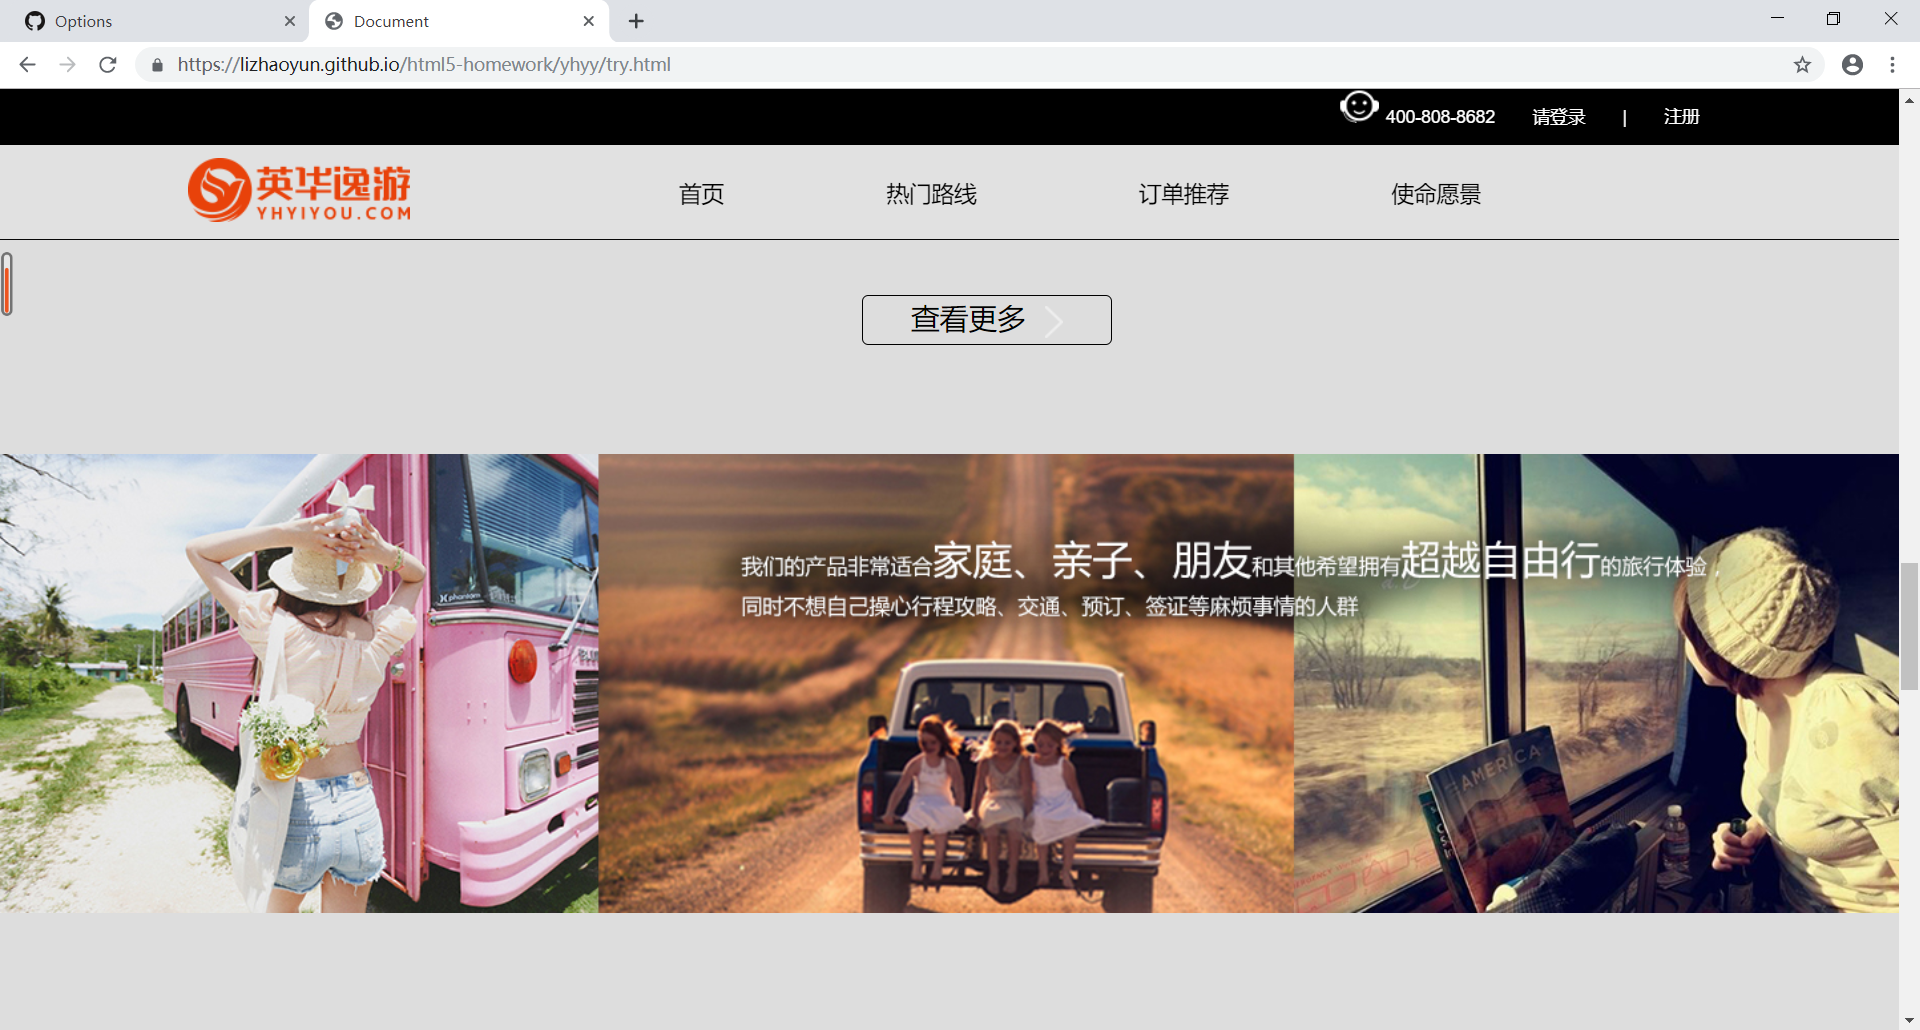 Options
Document
https://lizhaoyun.github.io/html5-homework/yhyy/try.html
400-808-8682 请登录 | 注册
英华逸游
YHYIYOU.COM
首页 热门路线 订单推荐 使命愿景
查看更多
我们的产品非常适合家庭、亲子、朋友和其他希望拥有超越自由行的旅行体验，
同时不想自己操心行程攻略、交通、预订、签证等麻烦事情的人群
AMERICA